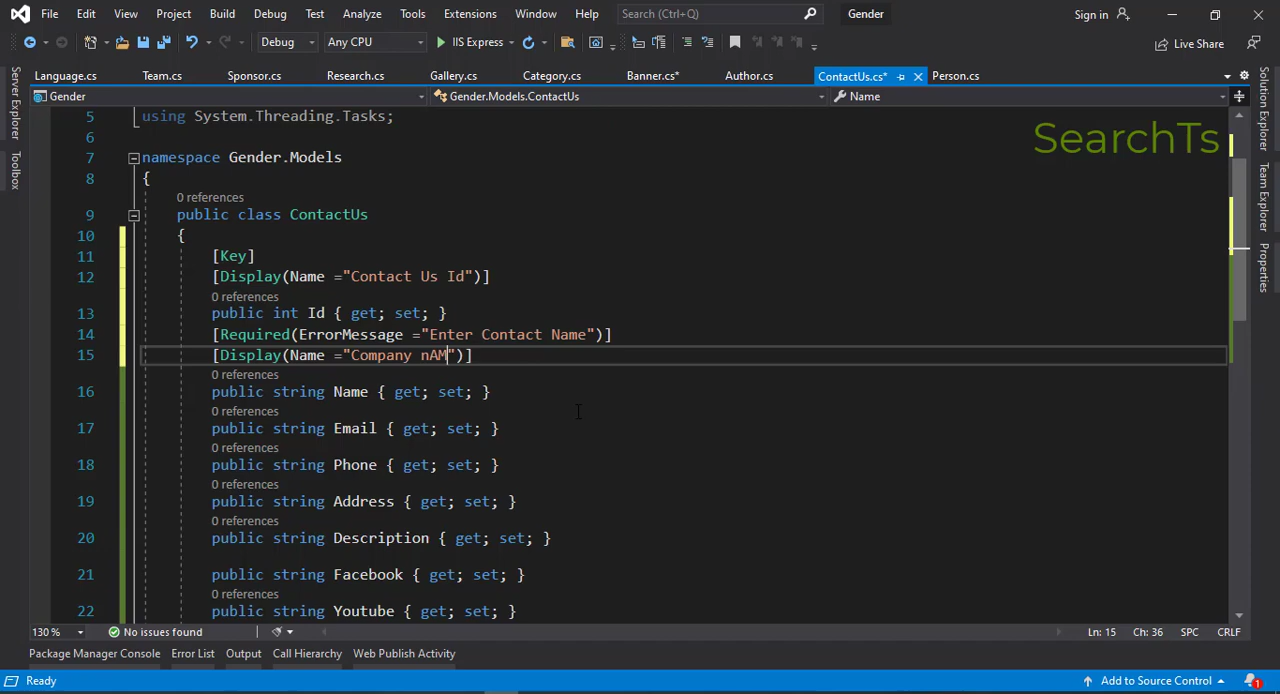 File Edit View Project Build Debug Test Analyze Tools Extensions Window Help Search (Ctrl+Q) Gender Sign in
Debug Any CPU IIS Express Live Share
Language.cs Team.cs Sponsor.cs Research.cs Gallery.cs Category.cs Banner.cs* Author.cs ContactUs.cs* Person.cs
Gender Gender.Models.ContactUs Name
Server Explorer
Toolbox
Solution Explorer
Team Explorer
Properties
SearchTs
5 using System.Threading.Tasks;
6
7 namespace Gender.Models
8 {
0 references
9 public class ContactUs
10 {
11 [Key]
12 [Display(Name ="Contact Us Id")]
0 references
13 public int Id { get; set; }
14 [Required(ErrorMessage ="Enter Contact Name")]
15 [Display(Name ="Company nAM")]
0 references
16 public string Name { get; set; }
0 references
17 public string Email { get; set; }
0 references
18 public string Phone { get; set; }
0 references
19 public string Address { get; set; }
0 references
20 public string Description { get; set; }
0 references
21 public string Facebook { get; set; }
0 references
22 public string Youtube { get; set; }
130 % No issues found Ln: 15 Ch: 36 SPC CRLF
Package Manager Console Error List Output Call Hierarchy Web Publish Activity
Ready Add to Source Control 1